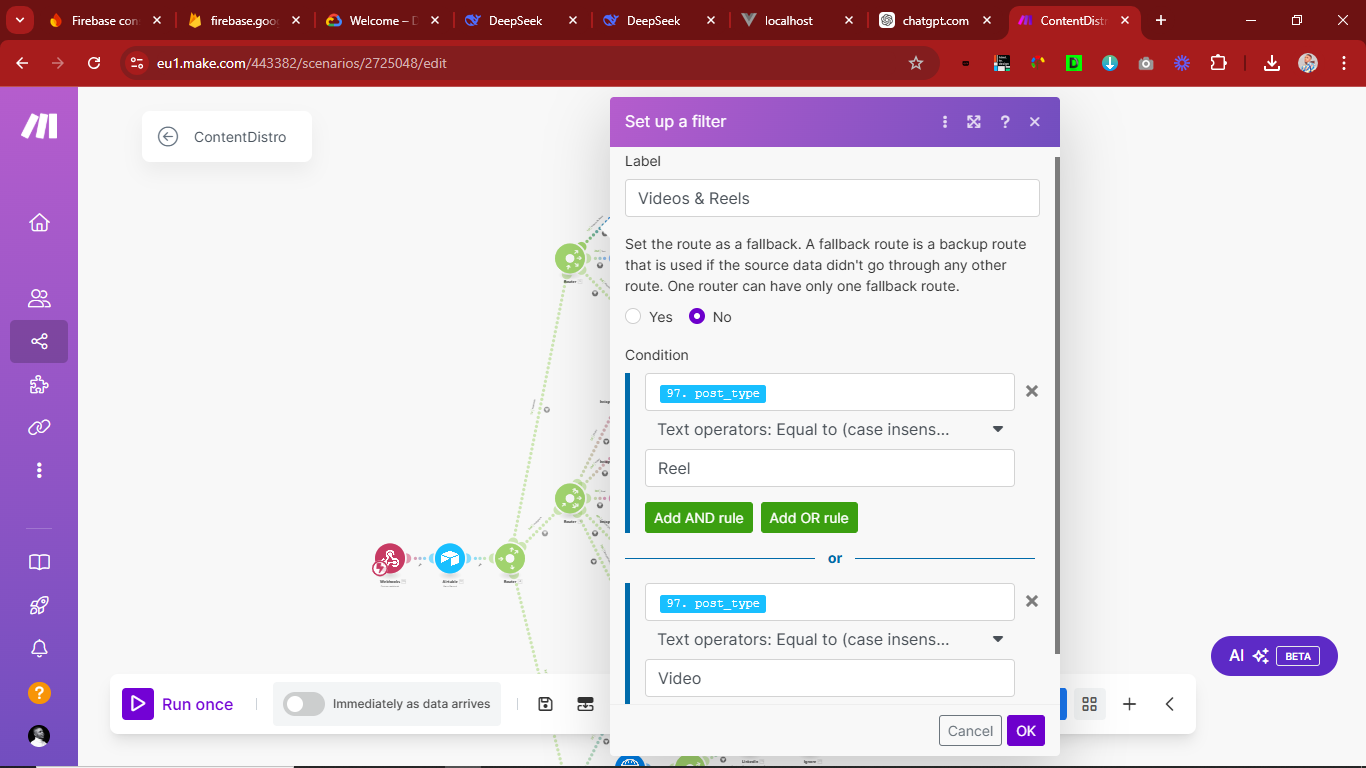 Firebase con
firebase.goo
Welcome – D
DeepSeek
DeepSeek
localhost
chatgpt.com
ContentDistr
eu1.make.com/443382/scenarios/2725048/edit
ContentDistro
Set up a filter
?
Label
Videos & Reels
Set the route as a fallback. A fallback route is a backup route
that is used if the source data didn't go through any other
route. One router can have only one fallback route.
Yes
No
Condition
97. post_type
Text operators: Equal to (case insens...
Reel
Add AND rule
Add OR rule
or
97. post_type
Text operators: Equal to (case insens...
Video
Cancel
OK
Router
Router
Webhooks
Airtable
Router
Run once
Immediately as data arrives
AI
BETA
?
LinkedIn
Ignore